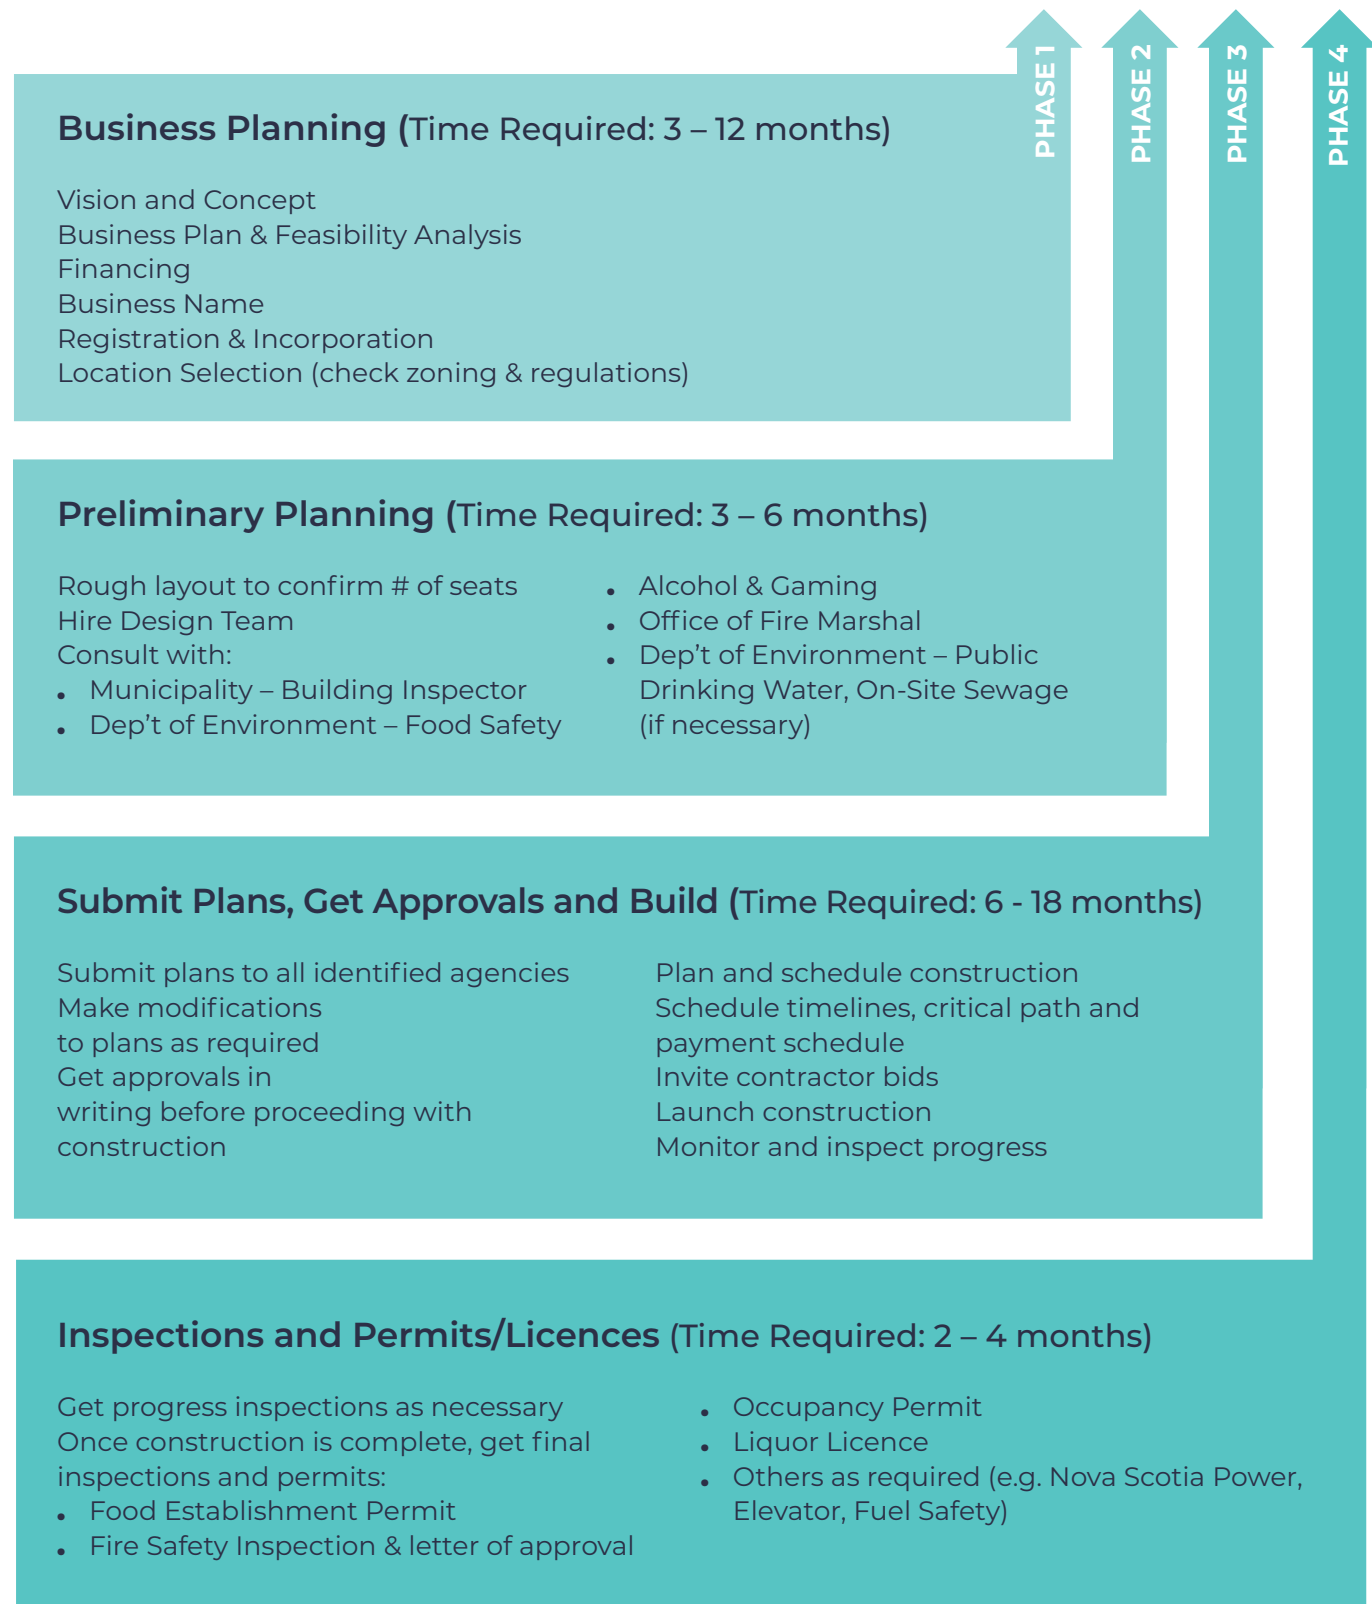 PHASE 1
PHASE 2
PHASE 3
PHASE 4
Business Planning (Time Required: 3 – 12 months)
Vision and Concept
Business Plan & Feasibility Analysis
Financing
Business Name
Registration & Incorporation
Location Selection (check zoning & regulations)
Preliminary Planning (Time Required: 3 – 6 months)
Rough layout to confirm # of seats
Hire Design Team
Consult with:
• Municipality – Building Inspector
• Dep’t of Environment – Food Safety
• Alcohol & Gaming
• Office of Fire Marshal
• Dep’t of Environment – Public
Drinking Water, On-Site Sewage
(if necessary)
Submit Plans, Get Approvals and Build (Time Required: 6 - 18 months)
Submit plans to all identified agencies
Make modifications
to plans as required
Get approvals in
writing before proceeding with
construction
Plan and schedule construction
Schedule timelines, critical path and
payment schedule
Invite contractor bids
Launch construction
Monitor and inspect progress
Inspections and Permits/Licences (Time Required: 2 – 4 months)
Get progress inspections as necessary
Once construction is complete, get final
inspections and permits:
• Food Establishment Permit
• Fire Safety Inspection & letter of approval
• Occupancy Permit
• Liquor Licence
• Others as required (e.g. Nova Scotia Power,
Elevator, Fuel Safety)